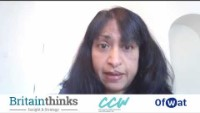 Britainthinks
Insight & Strategy
CCW
Ofwat